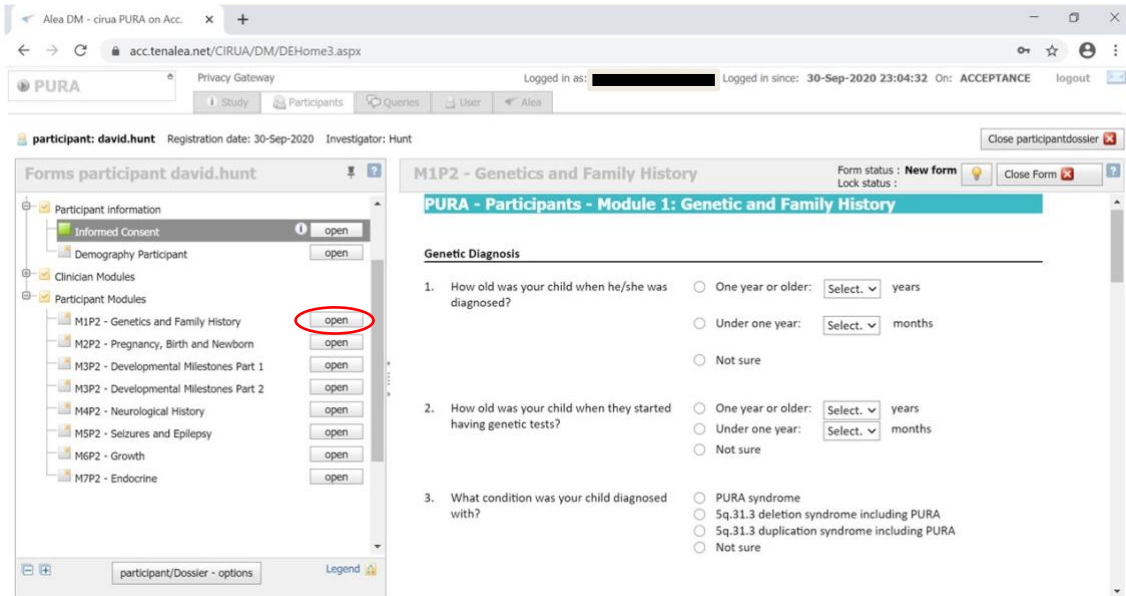 Alea DM - cirua PURA on Acc.
acc.tenalea.net/CIRUA/DM/DEHome3.aspx
PURA
Privacy Gateway
Logged in as:
Logged in since: 30-Sep-2020 23:04:32 On: ACCEPTANCE
logout
Study
Participants
Queries
User
Alea
participant: david.hunt Registration date: 30-Sep-2020 Investigator: Hunt
Close participantdossier
Forms participant david.hunt
Participant information
Informed Consent open
Demography Participant open
Clinician Modules
Participant Modules
M1P2 - Genetics and Family History open
M2P2 - Pregnancy, Birth and Newborn open
M3P2 - Developmental Milestones Part 1 open
M3P2 - Developmental Milestones Part 2 open
M4P2 - Neurological History open
M5P2 - Seizures and Epilepsy open
M6P2 - Growth open
M7P2 - Endocrine open
participant/Dossier - options
Legend
M1P2 - Genetics and Family History
Form status : New form
Lock status :
Close Form
PURA - Participants - Module 1: Genetic and Family History
Genetic Diagnosis
1. How old was your child when he/she was
diagnosed?
One year or older: Select. years
Under one year: Select. months
Not sure
2. How old was your child when they started
having genetic tests?
One year or older: Select. years
Under one year: Select. months
Not sure
3. What condition was your child diagnosed
with?
PURA syndrome
5q.31.3 deletion syndrome including PURA
5q.31.3 duplication syndrome including PURA
Not sure